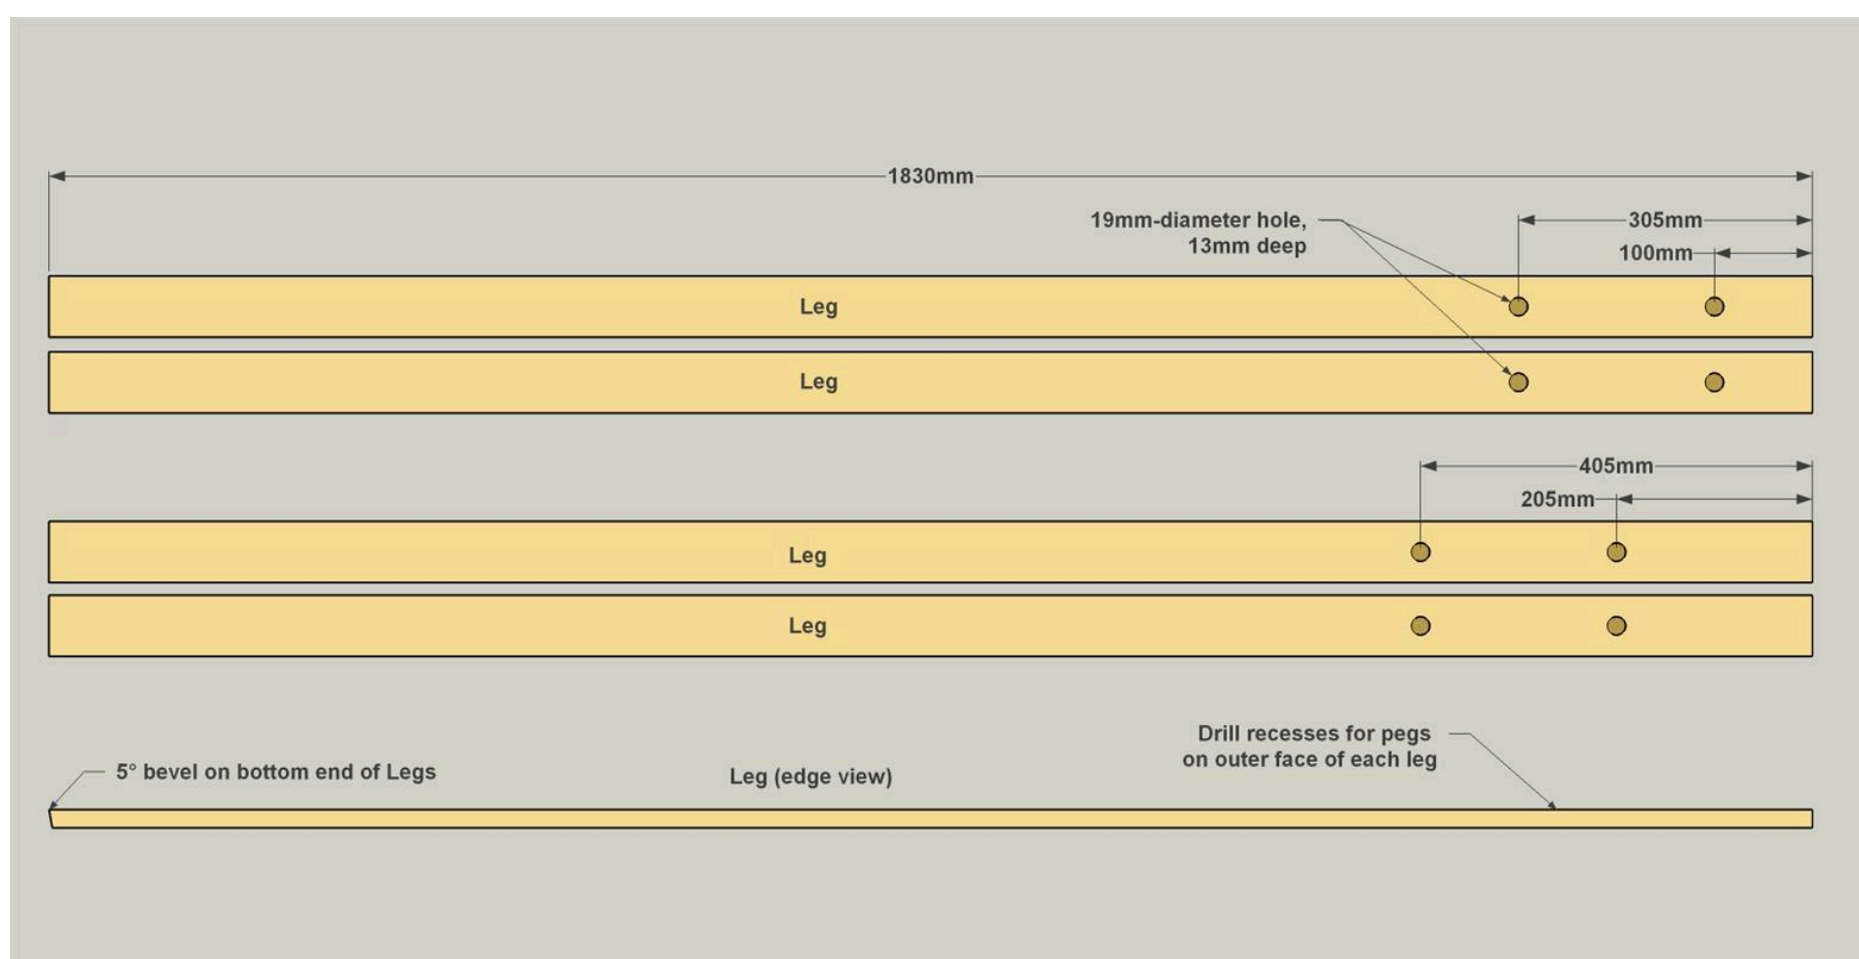 1830mm
19mm-diameter hole,
13mm deep
305mm
100mm
Leg
Leg
405mm
205mm
Leg
Leg
Drill recesses for pegs
on outer face of each leg
5° bevel on bottom end of Legs
Leg (edge view)